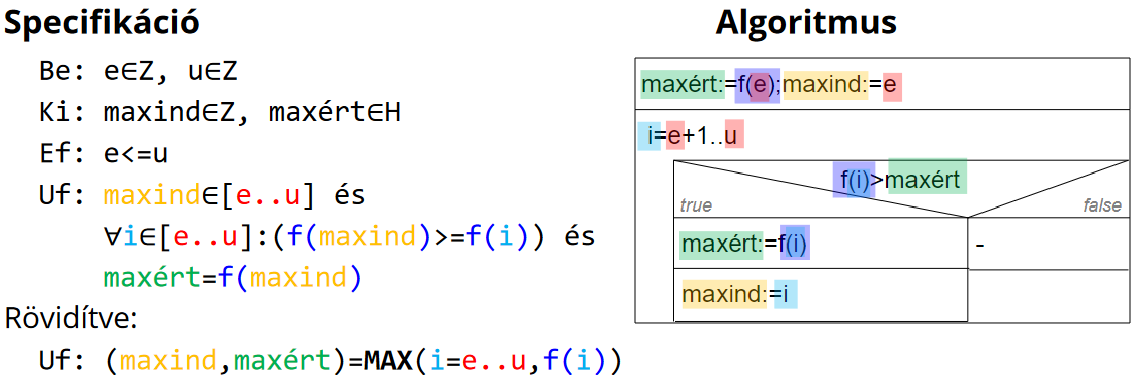 Specifikáció
Be: e∈Z, u∈Z
Ki: maxind∈Z, maxért∈H
Ef: e<=u
Uf: maxind∈[e..u] és
∀i∈[e..u]:(f(maxind)>=f(i)) és
maxért=f(maxind)
Rövidítve:
Uf: (maxind,maxért)=MAX(i=e..u,f(i))
Algoritmus
maxért:=f(e);maxind:=e
i=e+1..u
f(i)>maxért
true
false
maxért:=f(i)
-
maxind:=i